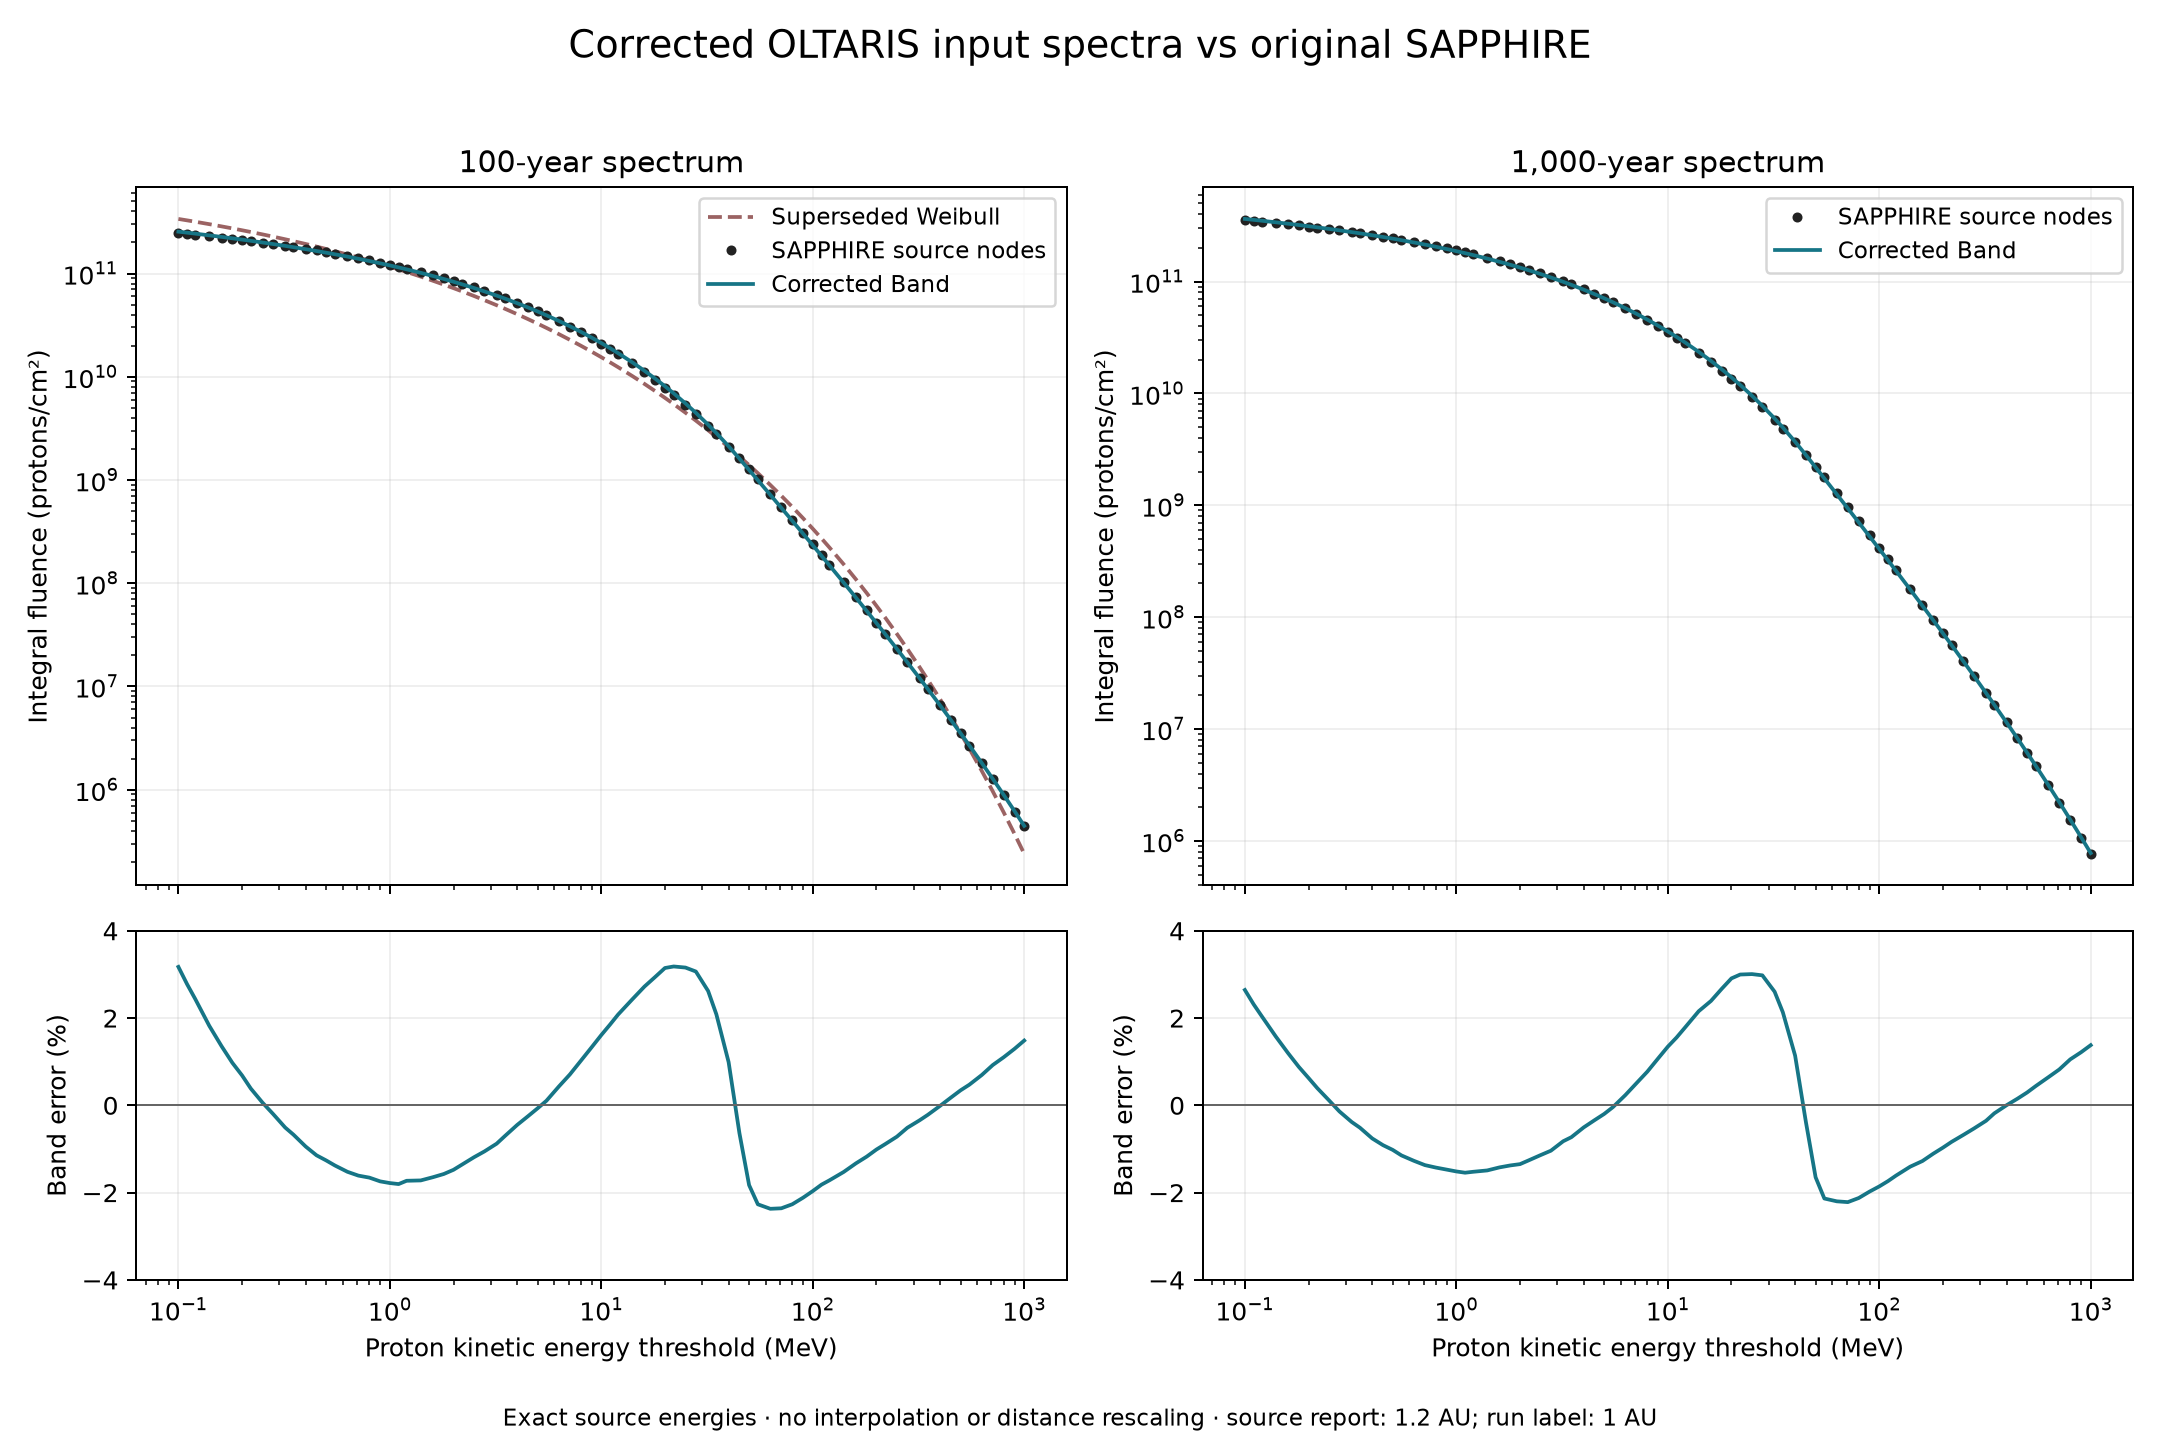 Corrected OLTARIS input spectra vs original SAPPHIRE
100-year spectrum
Superseded Weibull
SAPPHIRE source nodes
Corrected Band
Integral fluence (protons/cm²)
10¹¹
10¹⁰
10⁹
10⁸
10⁷
10⁶
1,000-year spectrum
SAPPHIRE source nodes
Corrected Band
Integral fluence (protons/cm²)
10¹¹
10¹⁰
10⁹
10⁸
10⁷
10⁶
Band error (%)
4
2
0
−2
−4
10⁻¹ 10⁰ 10¹ 10² 10³
Proton kinetic energy threshold (MeV)
Band error (%)
4
2
0
−2
−4
10⁻¹ 10⁰ 10¹ 10² 10³
Proton kinetic energy threshold (MeV)
Exact source energies · no interpolation or distance rescaling · source report: 1.2 AU; run label: 1 AU